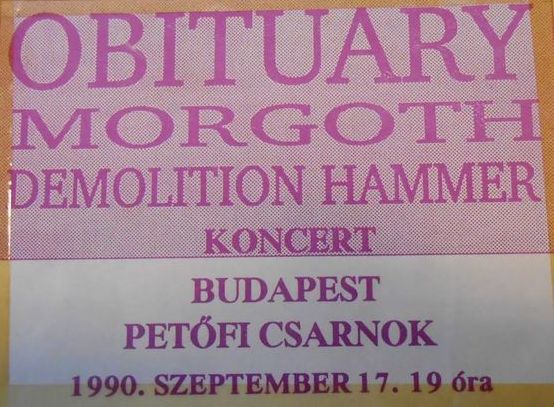 OBITUARY
MORGOTH
DEMOLITION HAMMER
KONCERT
BUDAPEST
PETŐFI CSARNOK
1990. SZEPTEMBER 17. 19 óra